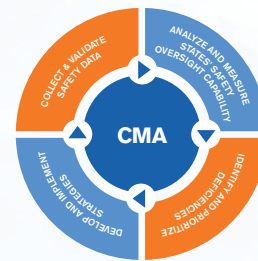 COLLECT & VALIDATE
SAFETY DATA
ANALYZE AND MEASURE
STATES' SAFETY
OVERSIGHT CAPABILITY
CMA
DEVELOP AND IMPLEMENT
STRATEGIES
IDENTIFY AND PRIORITIZE
DEFICIENCIES